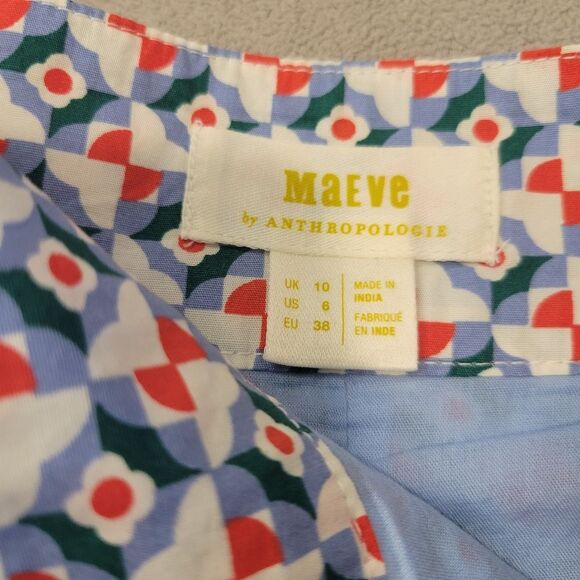 MaEVe
by ANTHROPOLOGIE
UK 10
US 6
EU 38
MADE IN
INDIA
FABRIQUÉ
EN INDE